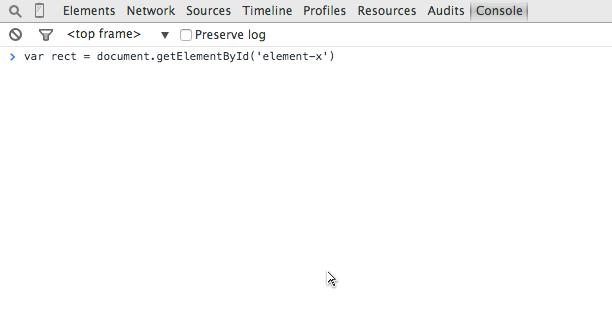 Elements Network Sources Timeline Profiles Resources Audits Console
<top frame> ▼ Preserve log
> var rect = document.getElementById('element-x')